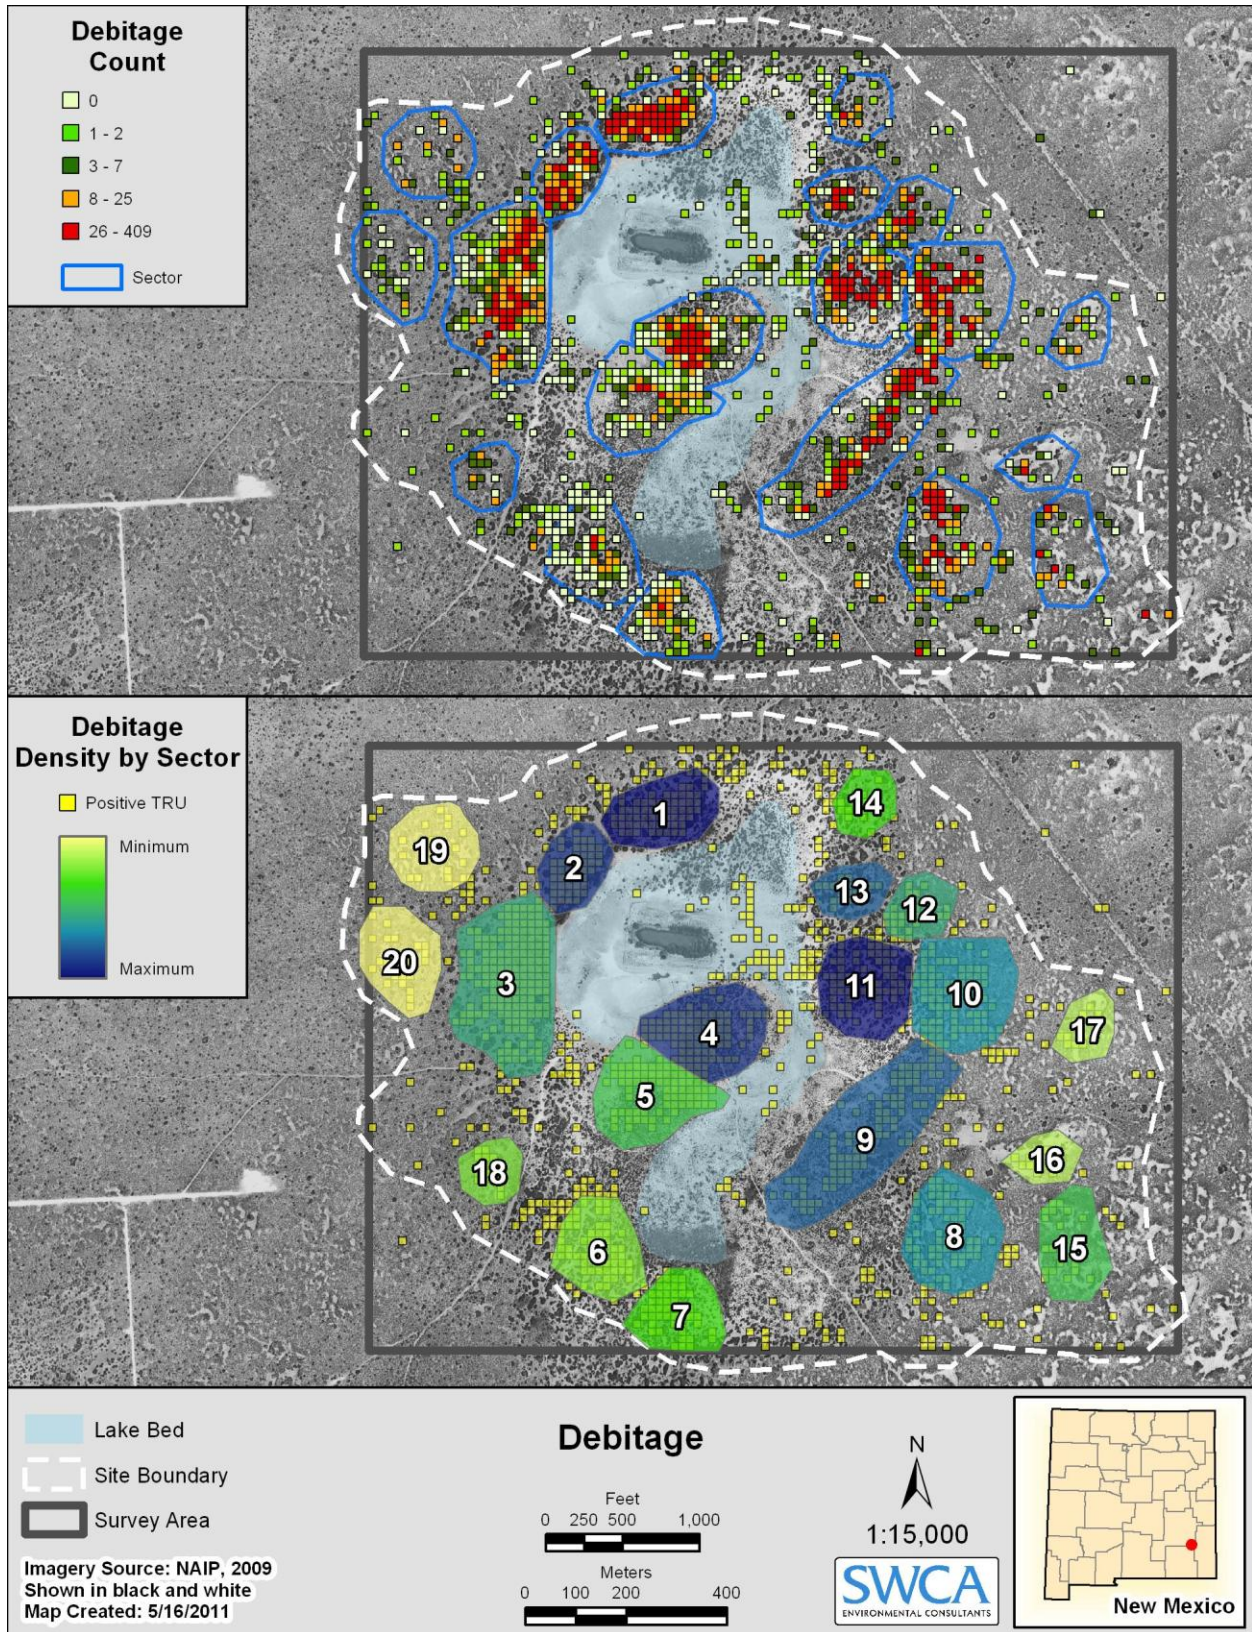 Debitage
Count
0
1 - 2
3 - 7
8 - 25
26 - 409
Sector
Debitage
Density by Sector
Positive TRU
Minimum
Maximum
1
14
19
2
13
12
20
3
11
10
4
17
5
9
16
18
8
6
15
7
Lake Bed
Site Boundary
Survey Area
Imagery Source: NAIP, 2009
Shown in black and white
Map Created: 5/16/2011
Debitage
Feet
0 250 500 1,000
Meters
0 100 200 400
N
1:15,000
SWCA
ENVIRONMENTAL CONSULTANTS
New Mexico